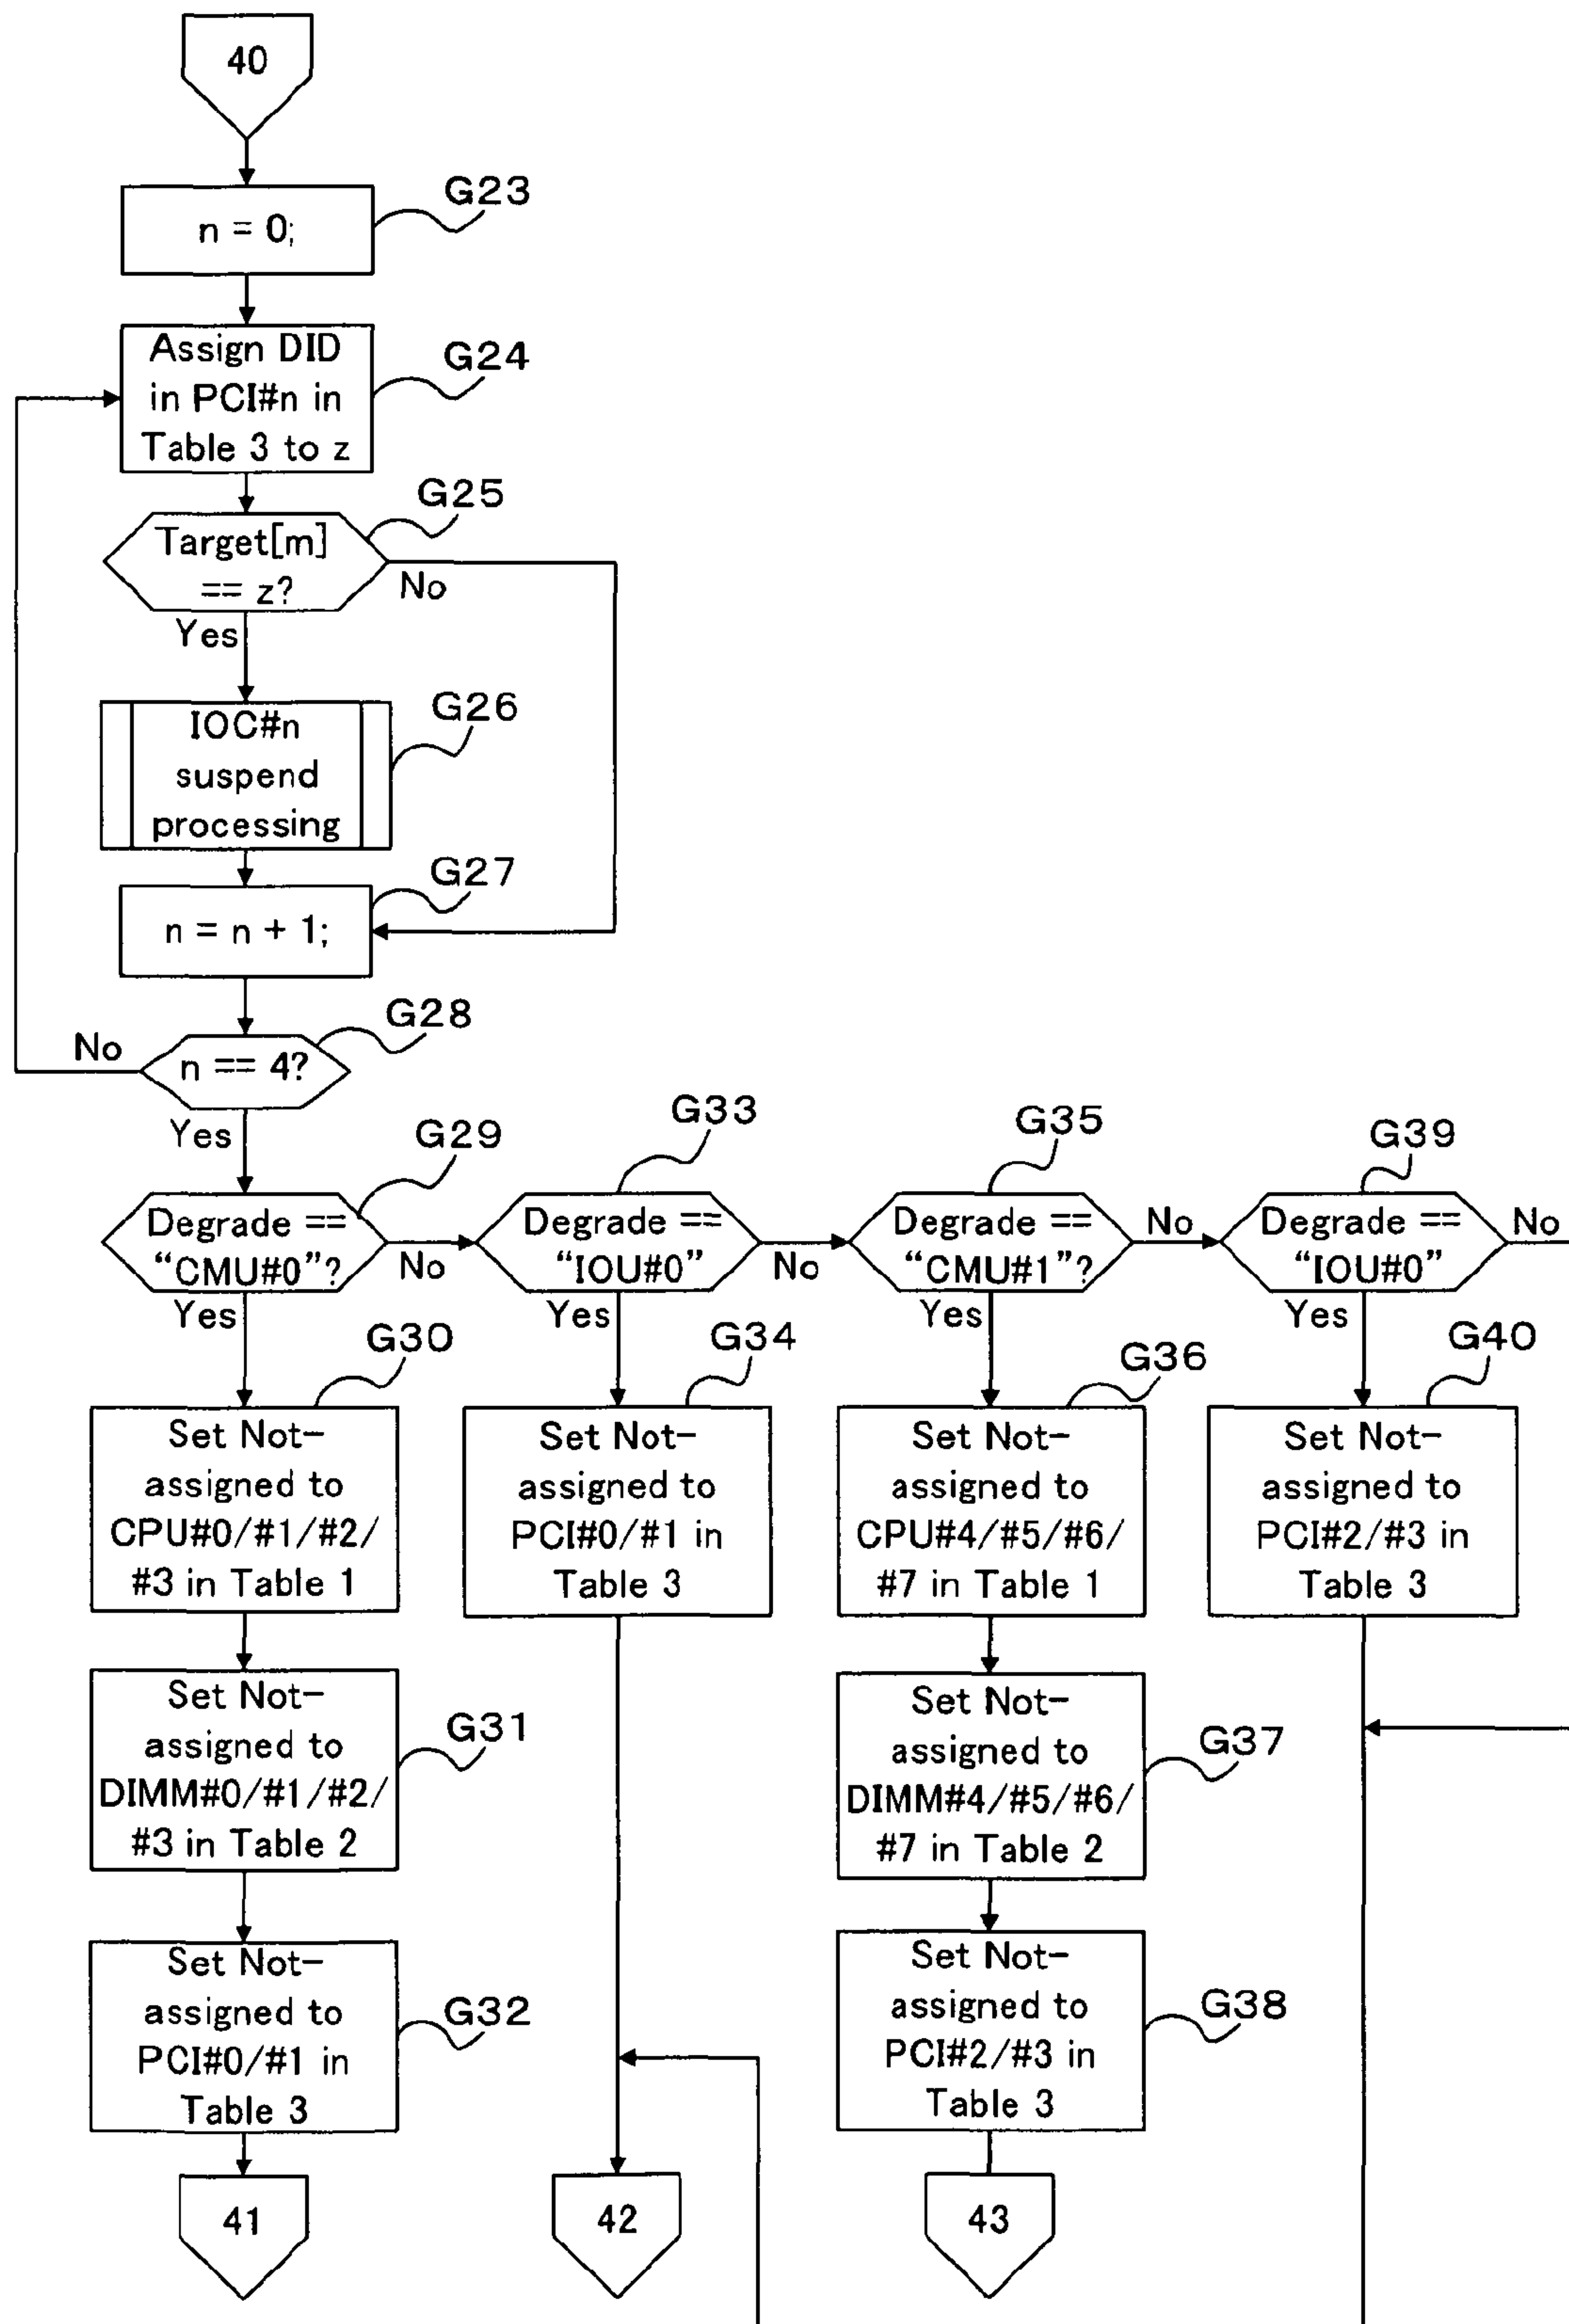 40
G23
n = 0;
G24
Assign DID
in PCI#n in
Table 3 to z
G25
Target[m]
== z?
No
Yes
G26
IOC#n
suspend
processing
G27
n = n + 1;
G28
No
n == 4?
Yes
G29
Degrade ==
“CMU#0”?
No
Yes
G33
Degrade ==
“IOU#0”
No
Yes
G35
Degrade ==
“CMU#1”?
No
Yes
G39
Degrade ==
“IOU#0”
No
Yes
G30
Set Not-
assigned to
CPU#0/#1/#2/
#3 in Table 1
G34
Set Not-
assigned to
PCI#0/#1 in
Table 3
G36
Set Not-
assigned to
CPU#4/#5/#6/
#7 in Table 1
G40
Set Not-
assigned to
PCI#2/#3 in
Table 3
G31
Set Not-
assigned to
DIMM#0/#1/#2/
#3 in Table 2
G37
Set Not-
assigned to
DIMM#4/#5/#6/
#7 in Table 2
G32
Set Not-
assigned to
PCI#0/#1 in
Table 3
G38
Set Not-
assigned to
PCI#2/#3 in
Table 3
41
42
43